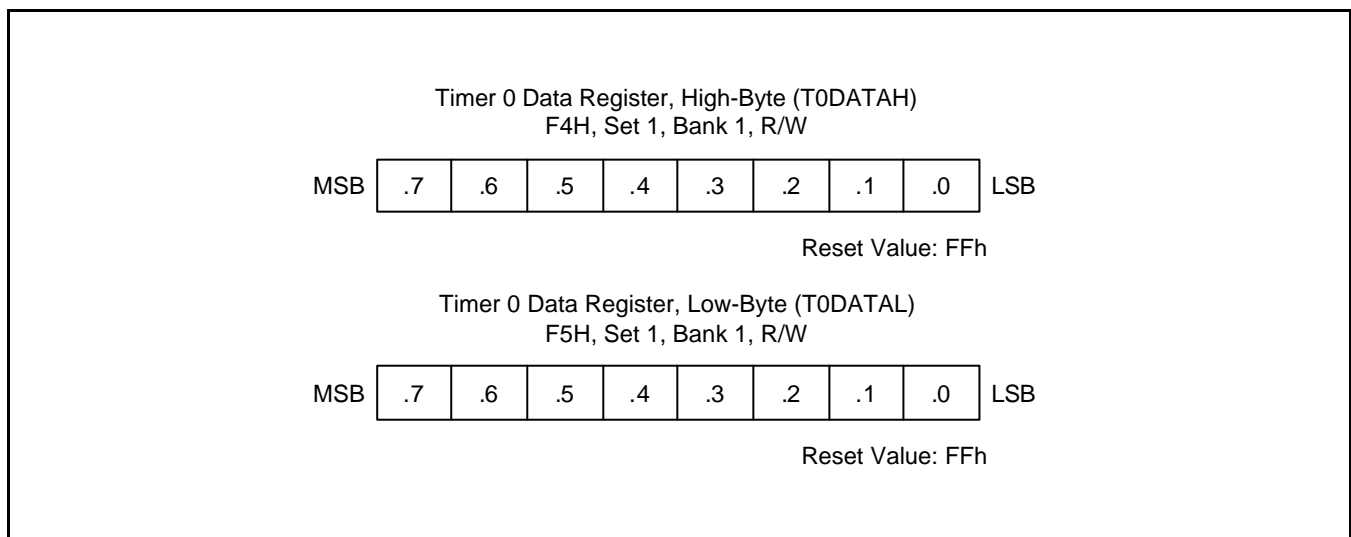 Timer 0 Data Register, High-Byte (T0DATAH)
F4H, Set 1, Bank 1, R/W
MSB .7 .6 .5 .4 .3 .2 .1 .0 LSB
Reset Value: FFh
Timer 0 Data Register, Low-Byte (T0DATAL)
F5H, Set 1, Bank 1, R/W
MSB .7 .6 .5 .4 .3 .2 .1 .0 LSB
Reset Value: FFh